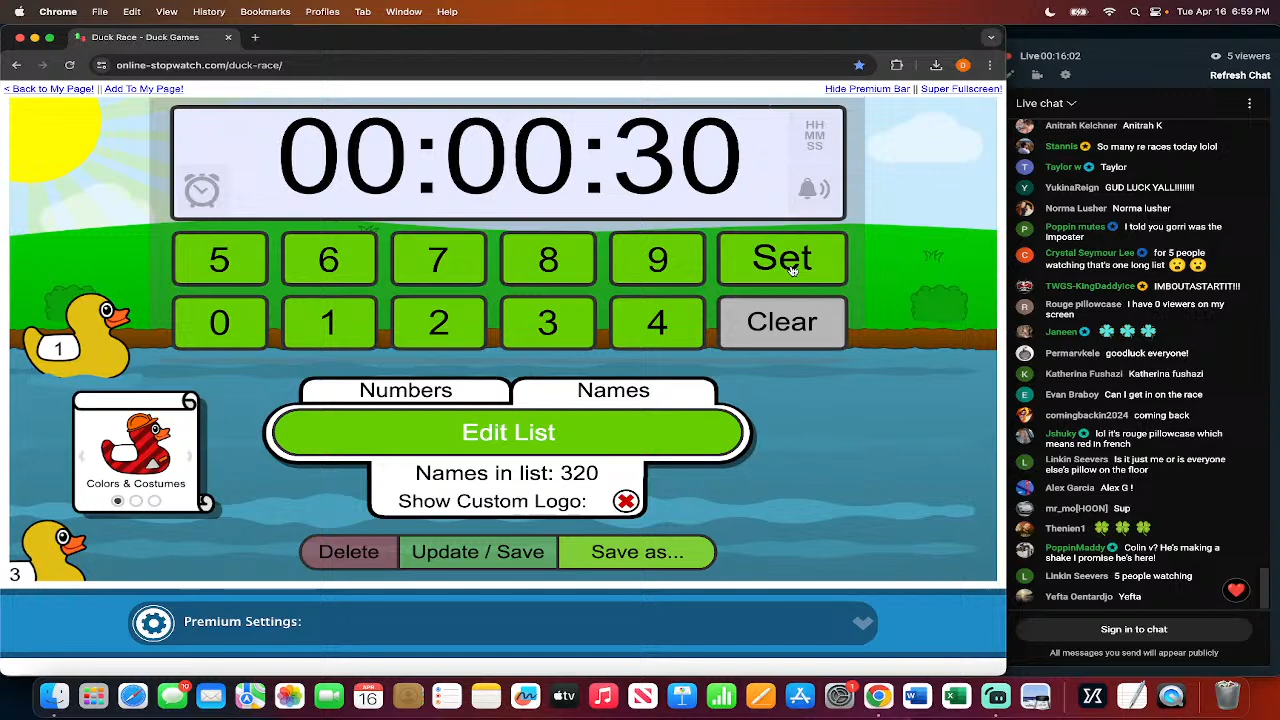 Chrome File Edit View History Bookmarks Profiles Tab Window Help
Tue Apr 16 6:59 PM
Duck Race - Duck Games
online-stopwatch.com/duck-race/
D
< Back to My Page! || Add To My Page!
Hide Premium Bar || Super Fullscreen!
00:00:30
HH
MM
SS
5 6 7 8 9 Set
0 1 2 3 4 Clear
1
Numbers Names
Edit List
Names in list: 320
Show Custom Logo:
Colors & Costumes
Delete Update / Save Save as...
3
Premium Settings:
Live 00:16:02
5 viewers
Refresh Chat
Live chat
Anitrah Kelchner Anitrah K
Stannis So many re races today lolol
T
Taylor w Taylor
Y
YukinaReign GUD LUCK YALL!!!!!!!!
Norma Lusher Norma lusher
P
Poppin mutes I told you gorri was the
Imposter
C
Crystal Seymour Lee for 5 people
watching that's one long list 😮 😮
TWGS-KingDaddyIce IMBOUTASTARTIT!!!
R
Rouge pillowcase I have 0 viewers on my
screen
Janeen 🍀 🍀 🍀
Permarvkele goodluck everyone!
Katherina Fushazi Katherina fushazi
E
Evan Braboy Can I get in on the race
comingbackin2024 coming back
Jshuky lol it's rouge pillowcase which
means red in french
L
Linkin Seevers Is it just me or is everyone
else's pillow on the floor
Alex Garcia Alex G !
mr_mo[HOON] Sup
Thenien1 🍀 🍀 🍀
PoppinMaddy Colin v? He's making a
shake I promise he's here!
L
Linkin Seevers 5 people watching
Yefta Oentardjo Yefta
Sign in to chat
All messages you send will appear publicly
10
APR
16
tv
1